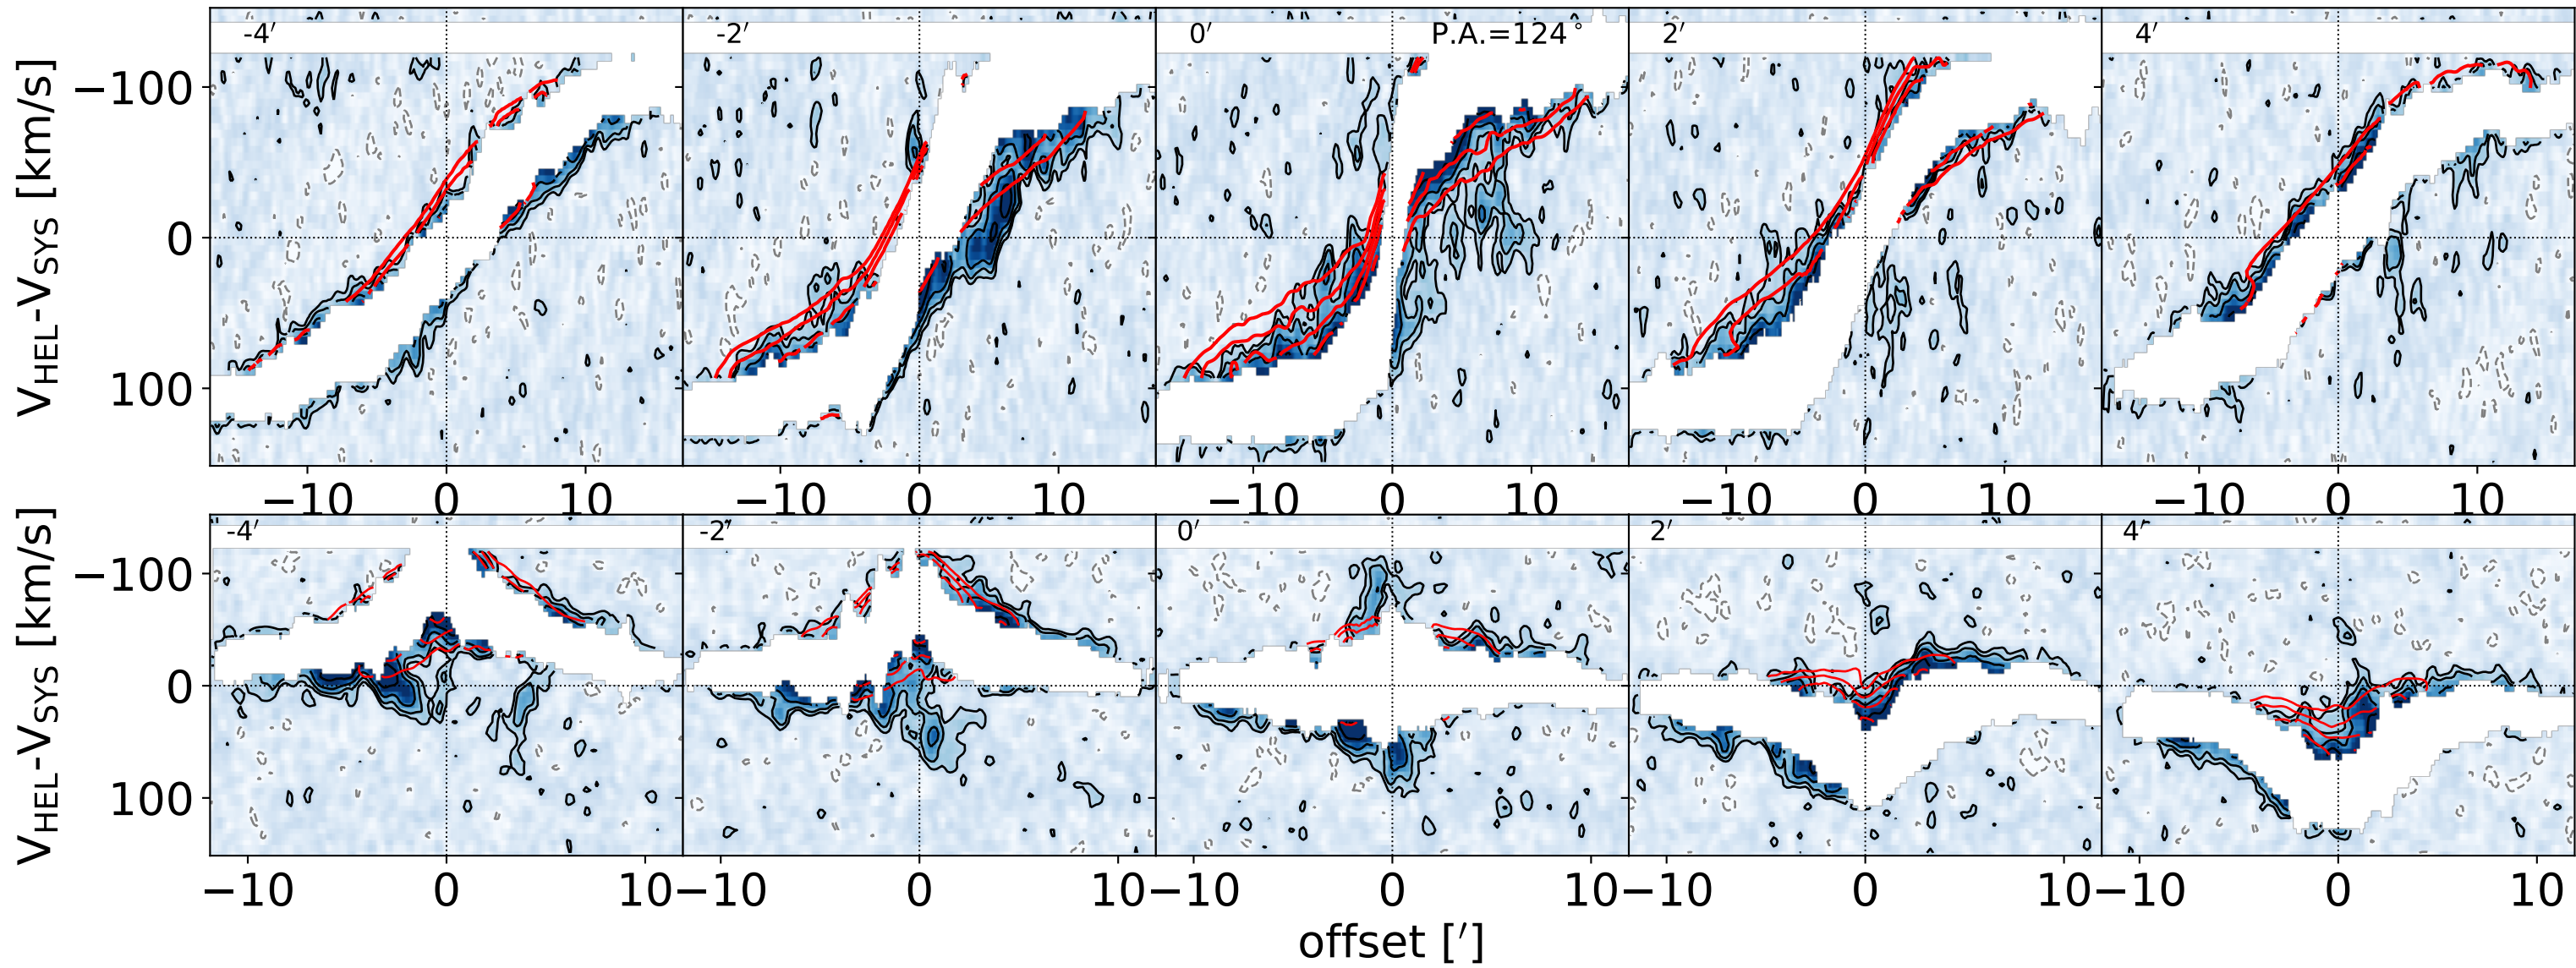 -4′ -2′ 0′ P.A.=124° 2′ 4′
V_HEL-V_SYS [km/s]
−100
0
100
−10 0 10 −10 0 10 −10 0 10 −10 0 10 −10 0 10
-4′ -2′ 0′ 2′ 4′
V_HEL-V_SYS [km/s]
−100
0
100
−10 0 10 −10 0 10 −10 0 10 −10 0 10 −10 0 10
offset [′]